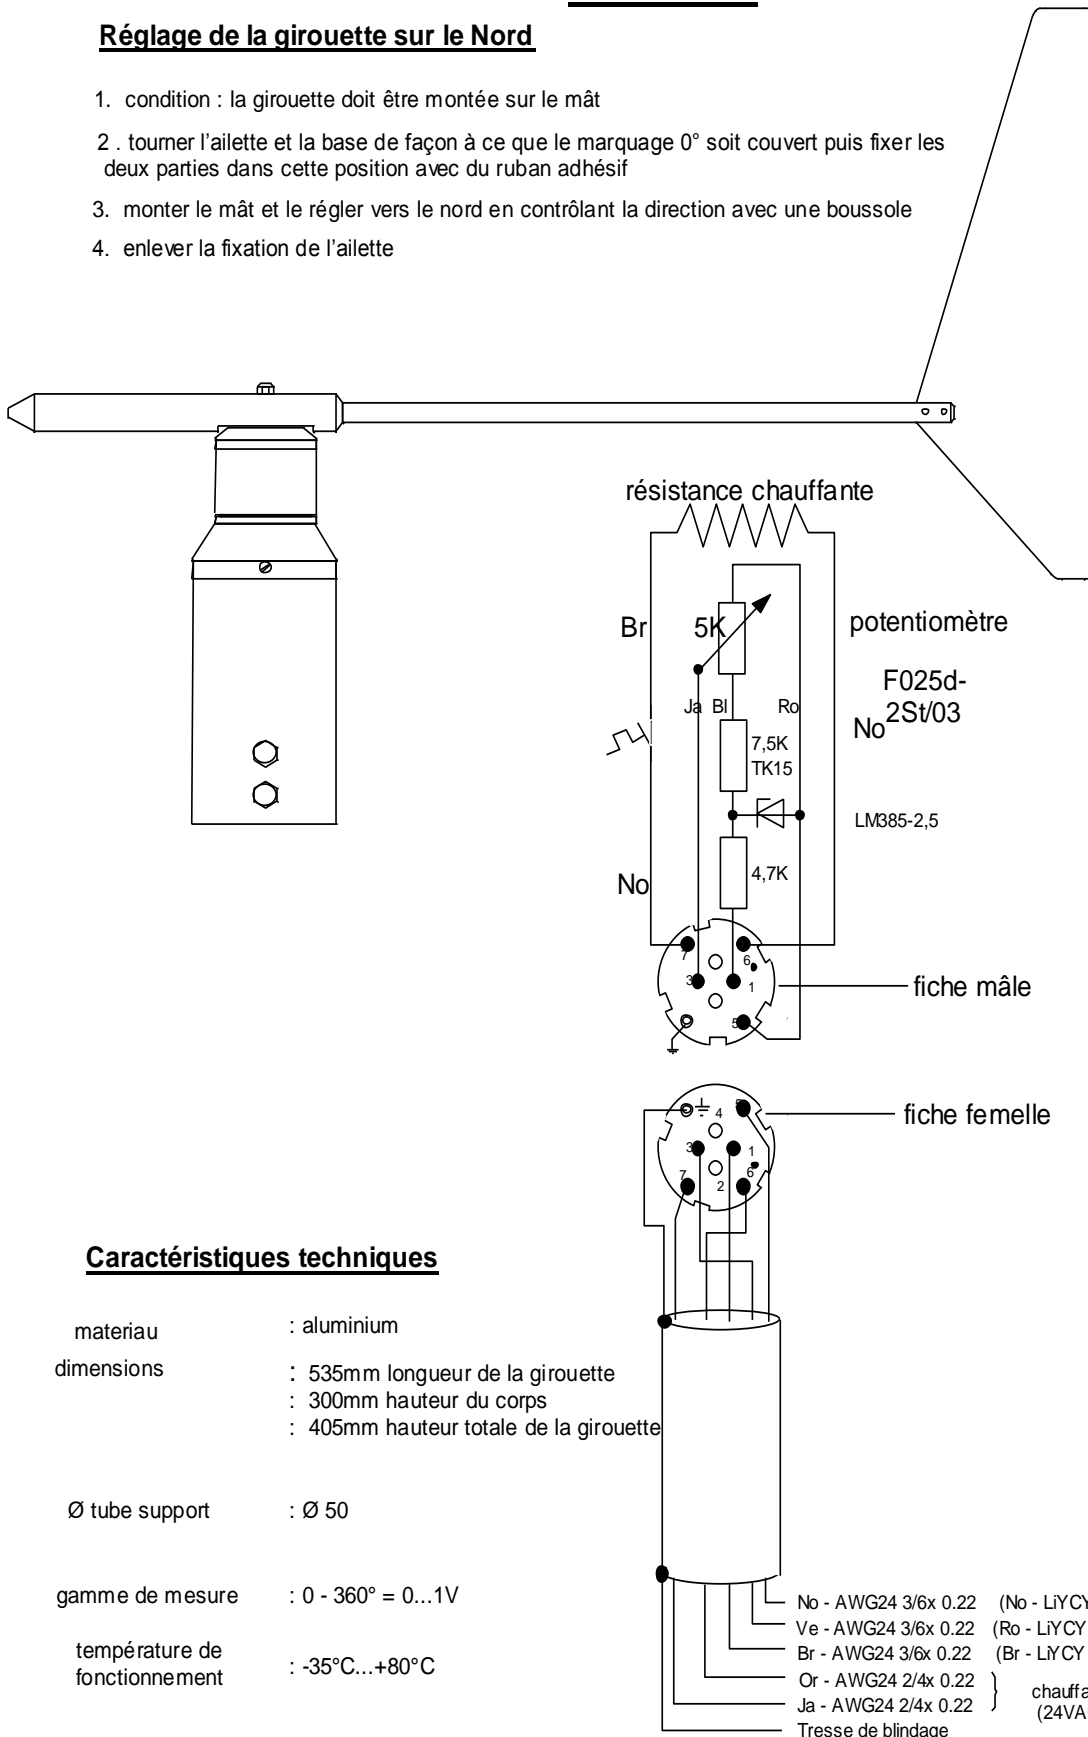 Réglage de la girouette sur le Nord
1. condition : la girouette doit être montée sur le mât
2 . tourner l'ailette et la base de façon à ce que le marquage 0° soit couvert puis fixer les
deux parties dans cette position avec du ruban adhésif
3. monter le mât et le régler vers le nord en contrôlant la direction avec une boussole
4. enlever la fixation de l'ailette
résistance chauffante
Br
5K
potentiomètre
F025d-
2St/03
Ja Bl
Ro
No
7,5K
TK15
LM385-2,5
4,7K
No
7
6
3
1
5
fiche mâle
fiche femelle
4
5
3
1
7
6
2
Caractéristiques techniques
materiau : aluminium
dimensions : 535mm longueur de la girouette
: 300mm hauteur du corps
: 405mm hauteur totale de la girouette
Ø tube support : Ø 50
gamme de mesure : 0 - 360° = 0...1V
température de
fonctionnement : -35°C...+80°C
No - AWG24 3/6x 0.22 (No - LiYCY
Ve - AWG24 3/6x 0.22 (Ro - LiYCY
Br - AWG24 3/6x 0.22 (Br - LiYCY
Or - AWG24 2/4x 0.22
Ja - AWG24 2/4x 0.22
chauffa
(24VA
Tresse de blindage